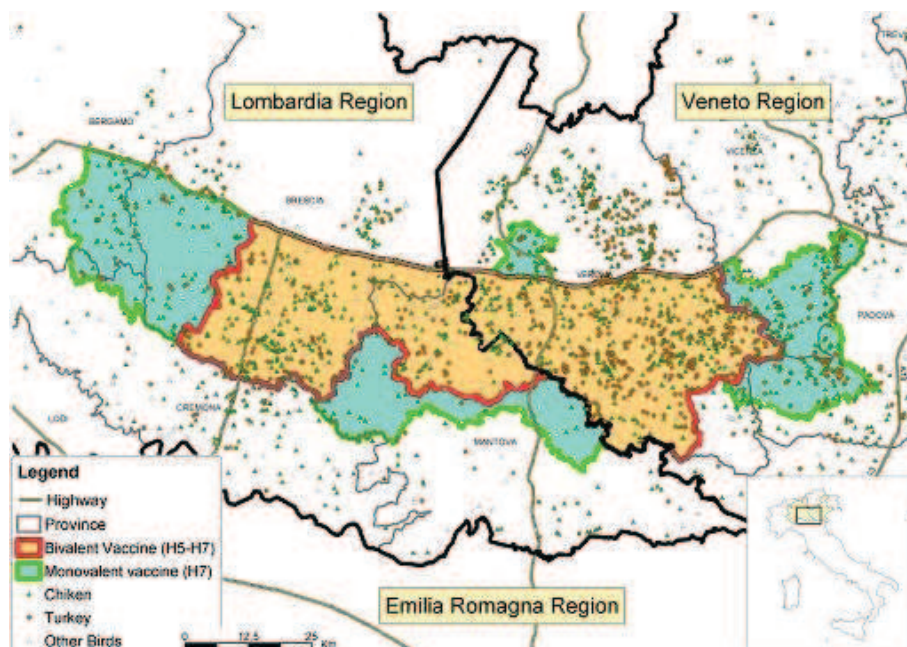 TREVI
Lombardia Region
Veneto Region
BERGAMO
VICENZA
BRESCIA
VERONA
PADOVA
LODI
CREMONA
MANTOVA
Legend
Highway
Province
Bivalent Vaccine (H5-H7)
Monovalent vaccine (H7)
Chiken
Turkey
Other Birds
0 12,5 25
Km
Emilia Romagna Region